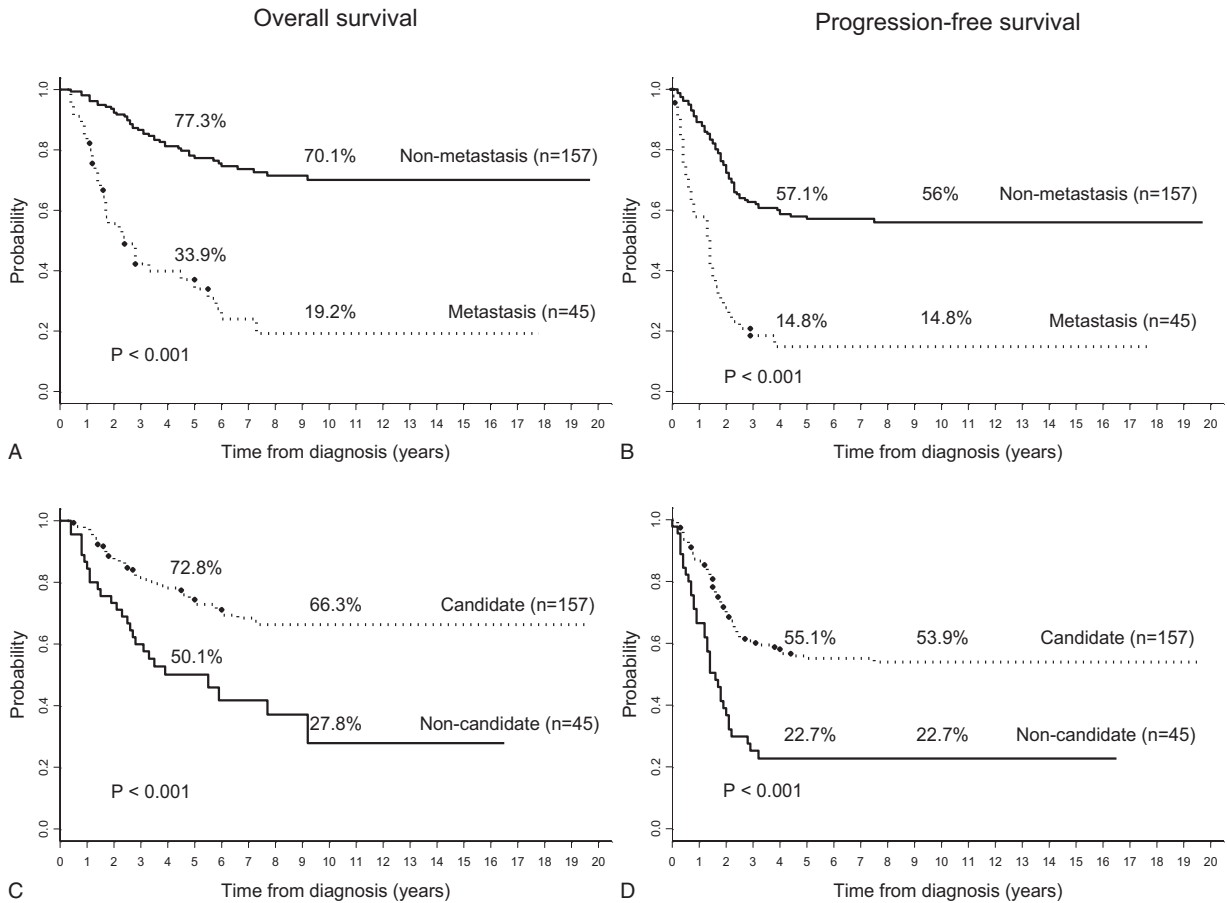 Overall survival
Progression-free survival
Probability
1.0
0.8
0.6
0.4
0.2
0.0
77.3%
70.1%
Non-metastasis (n=157)
33.9%
19.2%
Metastasis (n=45)
P < 0.001
0 1 2 3 4 5 6 7 8 9 10 11 12 13 14 15 16 17 18 19 20
A
Time from diagnosis (years)
Probability
1.0
0.8
0.6
0.4
0.2
0.0
57.1%
56%
Non-metastasis (n=157)
14.8%
14.8%
Metastasis (n=45)
P < 0.001
0 1 2 3 4 5 6 7 8 9 10 11 12 13 14 15 16 17 18 19 20
B
Time from diagnosis (years)
Probability
1.0
0.8
0.6
0.4
0.2
0.0
72.8%
66.3%
Candidate (n=157)
50.1%
27.8%
Non-candidate (n=45)
P < 0.001
0 1 2 3 4 5 6 7 8 9 10 11 12 13 14 15 16 17 18 19 20
C
Time from diagnosis (years)
Probability
1.0
0.8
0.6
0.4
0.2
0.0
55.1%
53.9%
Candidate (n=157)
22.7%
22.7%
Non-candidate (n=45)
P < 0.001
0 1 2 3 4 5 6 7 8 9 10 11 12 13 14 15 16 17 18 19 20
D
Time from diagnosis (years)